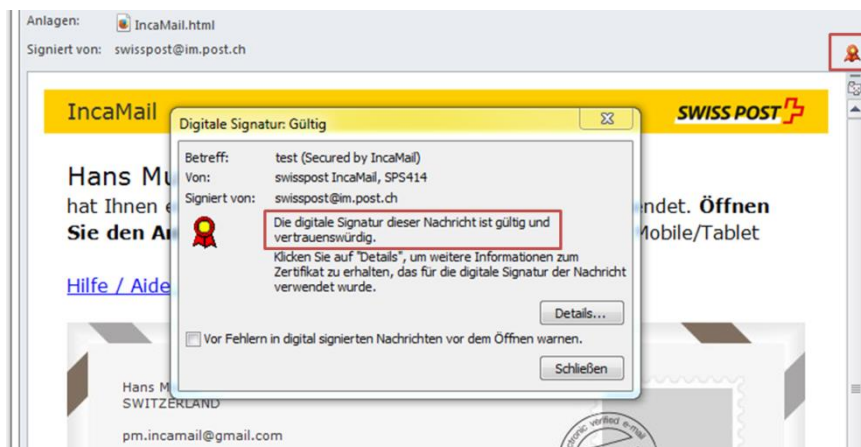 Anlagen: IncaMail.html
Signiert von: swisspost@im.post.ch
IncaMail
SWISS POST
Digitale Signatur: Gültig
Betreff: test (Secured by IncaMail)
Von: swisspost IncaMail, SPS414
Signiert von: swisspost@im.post.ch
Die digitale Signatur dieser Nachricht ist gültig und
vertrauenswürdig.
Klicken Sie auf "Details", um weitere Informationen zum
Zertifikat zu erhalten, das für die digitale Signatur der Nachricht
verwendet wurde.
Details...
Vor Fehlern in digital signierten Nachrichten vor dem Öffnen warnen.
Schließen
Hans
hat Ihnen
ndet. Öffnen
Sie den
Mobile/Tablet
Hilfe / Aide
Hans
SWITZERLAND
pm.incamail@gmail.com
verified